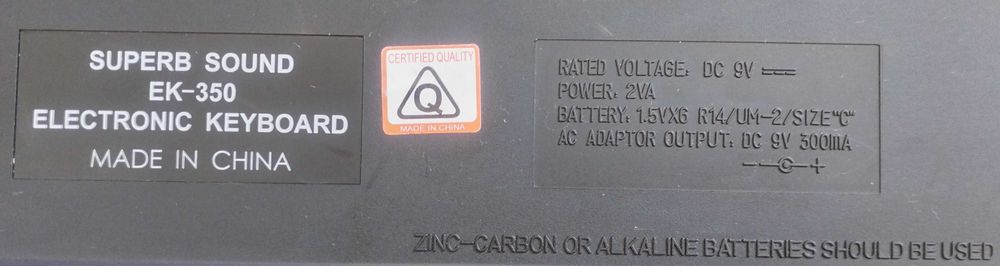 SUPERB SOUND
EK-350
ELECTRONIC KEYBOARD
MADE IN CHINA
CERTIFIED QUALITY
Q
MADE IN CHINA
RATED VOLTAGE: DC 9V
POWER: 2VA
BATTERY: 1.5VX6 R14/UM-2/SIZE"C"
AC ADAPTOR OUTPUT: DC 9V 300mA
ZINC-CARBON OR ALKALINE BATTERIES SHOULD BE USED